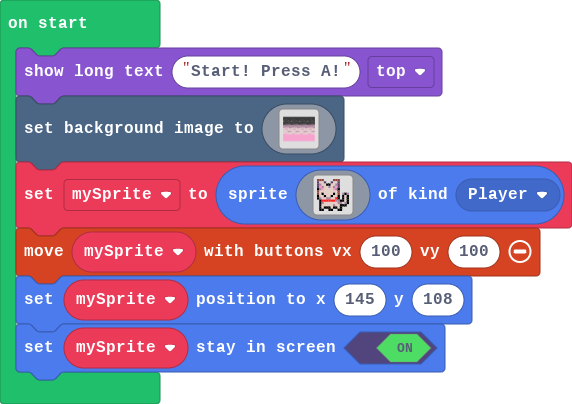 on start
show long text "Start! Press A!" top
set background image to
set mySprite to sprite of kind Player
move mySprite with buttons vx 100 vy 100
set mySprite position to x 145 y 108
set mySprite stay in screen ON